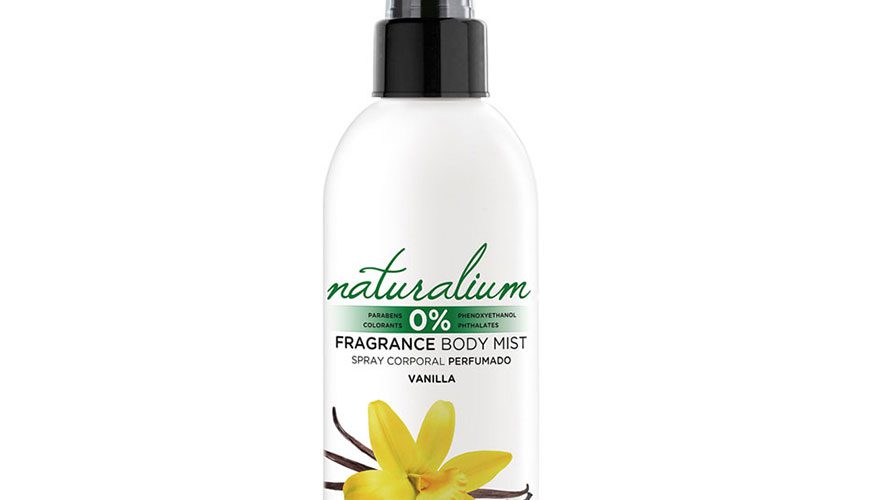 naturalium
PARABENS 0% PHENOXYETHANOL
COLORANTS PHTHALATES
FRAGRANCE BODY MIST
SPRAY CORPORAL PERFUMADO
VANILLA